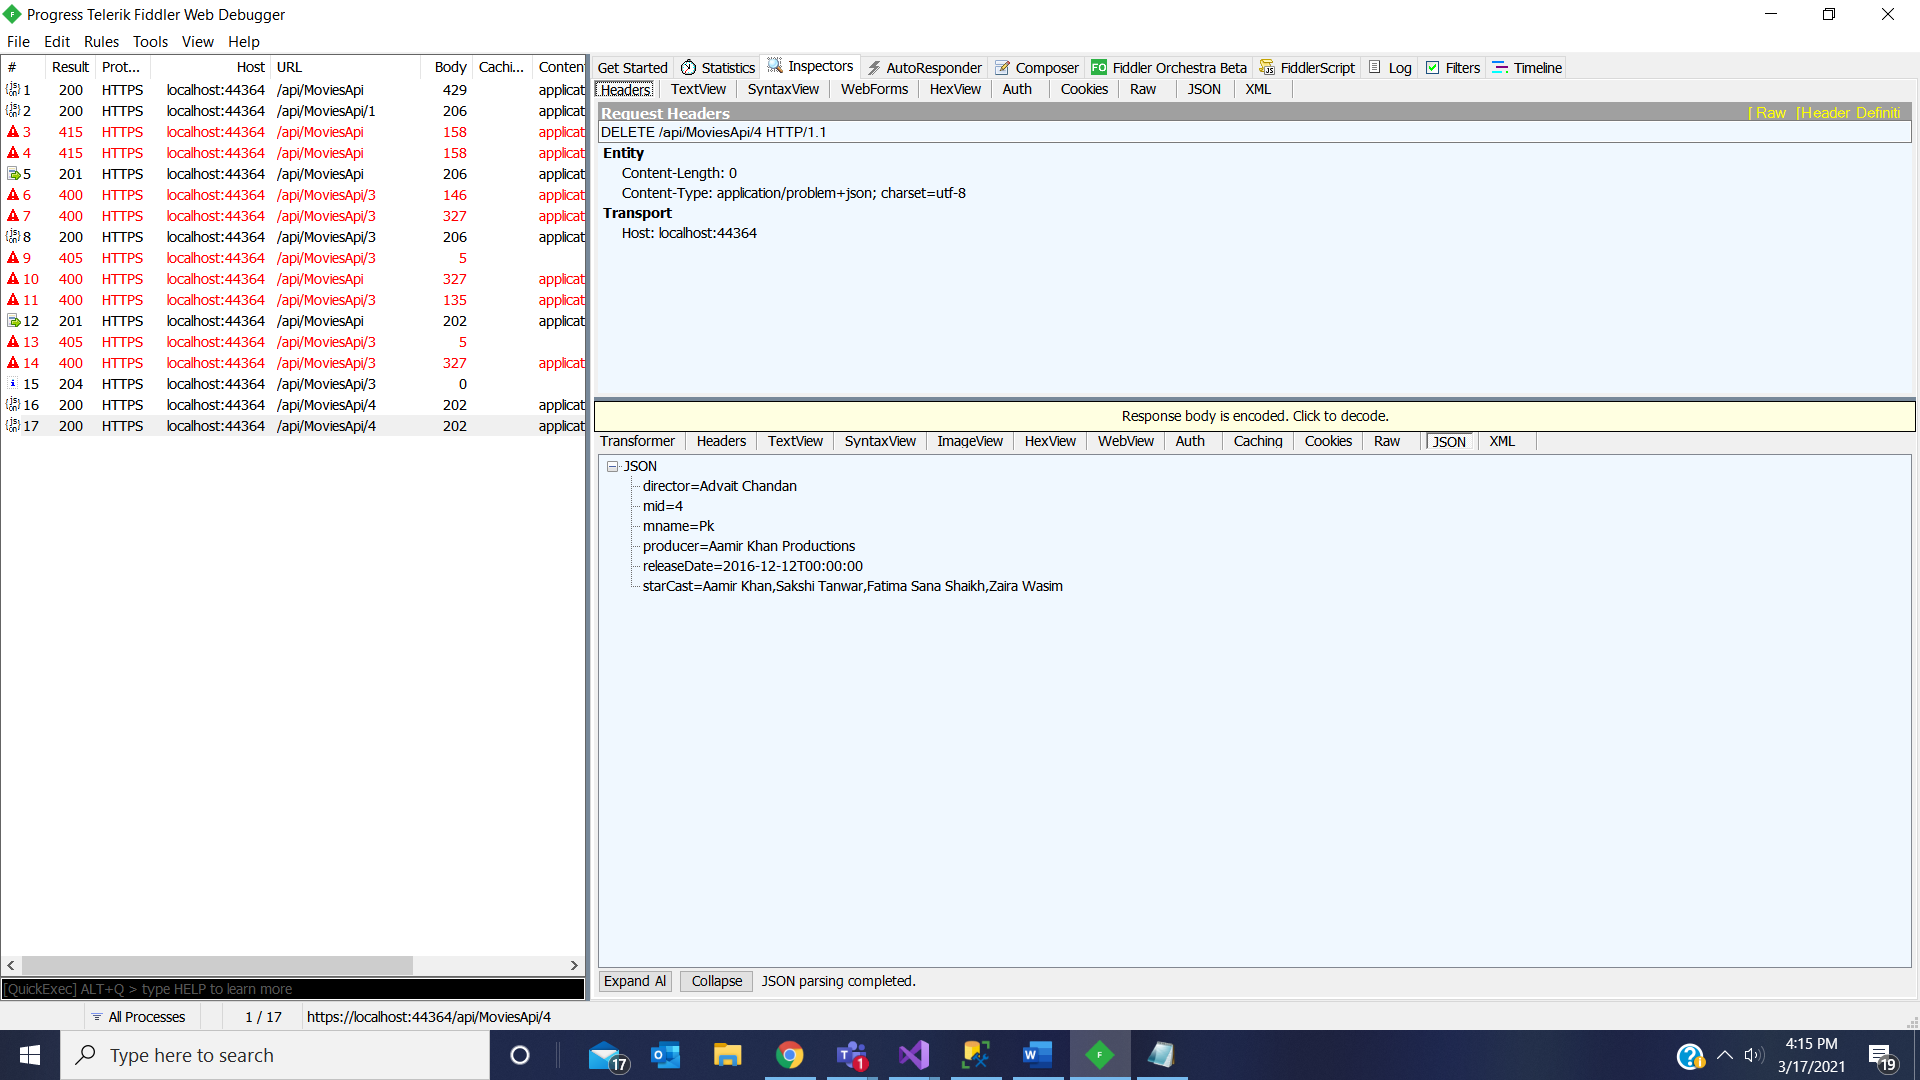 Progress Telerik Fiddler Web Debugger
File Edit Rules Tools View Help
# Result Prot... Host URL Body Cachi... Conten
1 200 HTTPS localhost:44364 /api/MoviesApi 429 applicat
2 200 HTTPS localhost:44364 /api/MoviesApi/1 206 applicat
3 415 HTTPS localhost:44364 /api/MoviesApi 158 applicat
4 415 HTTPS localhost:44364 /api/MoviesApi 158 applicat
5 201 HTTPS localhost:44364 /api/MoviesApi 206 applicat
6 400 HTTPS localhost:44364 /api/MoviesApi/3 146 applicat
7 400 HTTPS localhost:44364 /api/MoviesApi/3 327 applicat
8 200 HTTPS localhost:44364 /api/MoviesApi/3 206 applicat
9 405 HTTPS localhost:44364 /api/MoviesApi/3 5
10 400 HTTPS localhost:44364 /api/MoviesApi 327 applicat
11 400 HTTPS localhost:44364 /api/MoviesApi/3 135 applicat
12 201 HTTPS localhost:44364 /api/MoviesApi 202 applicat
13 405 HTTPS localhost:44364 /api/MoviesApi/3 5
14 400 HTTPS localhost:44364 /api/MoviesApi/3 327 applicat
15 204 HTTPS localhost:44364 /api/MoviesApi/3 0
16 200 HTTPS localhost:44364 /api/MoviesApi/4 202 applicat
17 200 HTTPS localhost:44364 /api/MoviesApi/4 202 applicat
[QuickExec] ALT+Q > type HELP to learn more
Get Started Statistics Inspectors AutoResponder Composer FO Fiddler Orchestra Beta FiddlerScript Log Filters Timeline
Headers TextView SyntaxView WebForms HexView Auth Cookies Raw JSON XML
Request Headers [ Raw [Header Definiti
DELETE /api/MoviesApi/4 HTTP/1.1
Entity
Content-Length: 0
Content-Type: application/problem+json; charset=utf-8
Transport
Host: localhost:44364
Response body is encoded. Click to decode.
Transformer Headers TextView SyntaxView ImageView HexView WebView Auth Caching Cookies Raw JSON XML
JSON
director=Advait Chandan
mid=4
mname=Pk
producer=Aamir Khan Productions
releaseDate=2016-12-12T00:00:00
starCast=Aamir Khan,Sakshi Tanwar,Fatima Sana Shaikh,Zaira Wasim
Expand Al Collapse JSON parsing completed.
All Processes 1 / 17 https://localhost:44364/api/MoviesApi/4
Type here to search 17 1 4:15 PM
3/17/2021 19